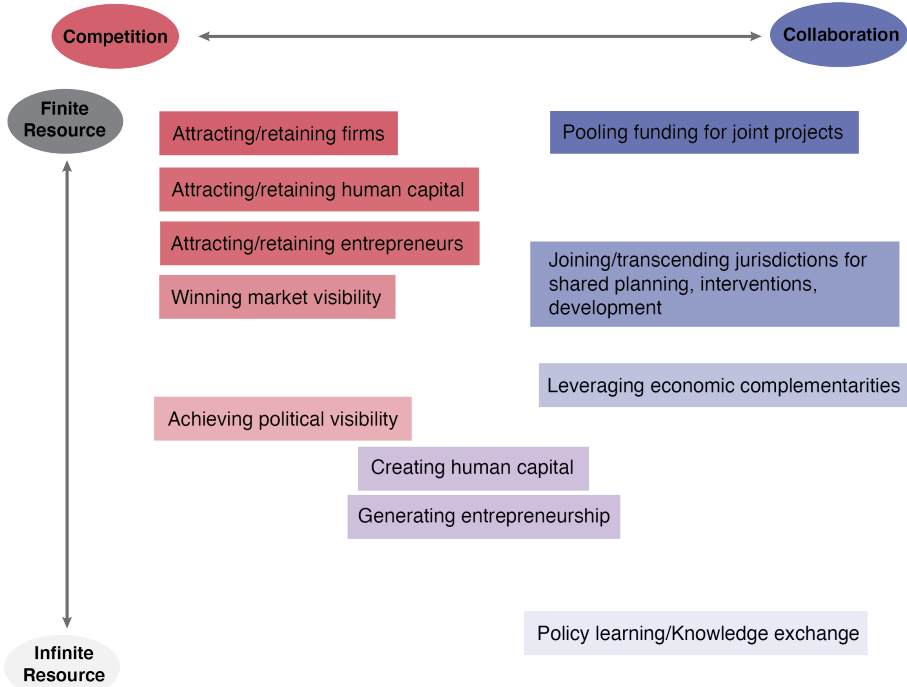 Competition
Collaboration
Finite
Resource
Attracting/retaining firms
Pooling funding for joint projects
Attracting/retaining human capital
Attracting/retaining entrepreneurs
Joining/transcending jurisdictions for
shared planning, interventions,
development
Winning market visibility
Leveraging economic complementarities
Achieving political visibility
Creating human capital
Generating entrepreneurship
Policy learning/Knowledge exchange
Infinite
Resource